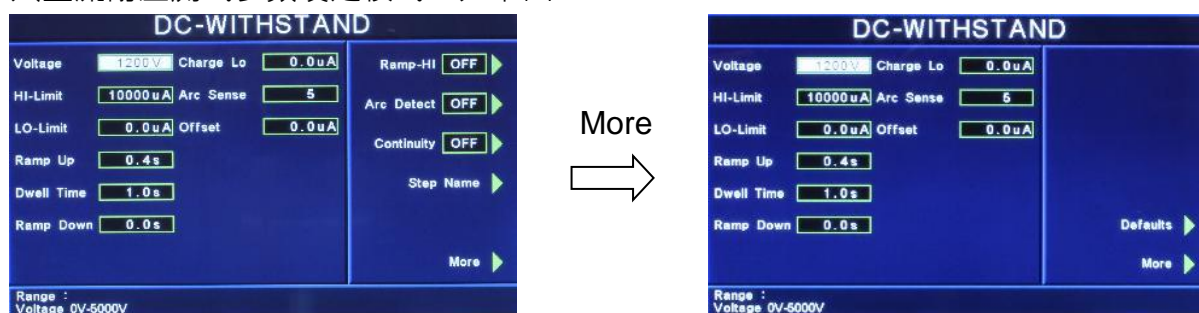 DC-WITHSTAND
Voltage 1200V Charge Lo 0.0uA Ramp-HI OFF
HI-Limit 10000uA Arc Sense 5 Arc Detect OFF
LO-Limit 0.0uA Offset 0.0uA Continuity OFF
Ramp Up 0.4s
Dwell Time 1.0s Step Name
Ramp Down 0.0s
More
Range :
Voltage 0V-5000V
More
DC-WITHSTAND
Voltage 1200V Charge Lo 0.0uA
HI-Limit 10000uA Arc Sense 5
LO-Limit 0.0uA Offset 0.0uA
Ramp Up 0.4s
Dwell Time 1.0s
Ramp Down 0.0s Defaults
More
Range :
Voltage 0V-5000V